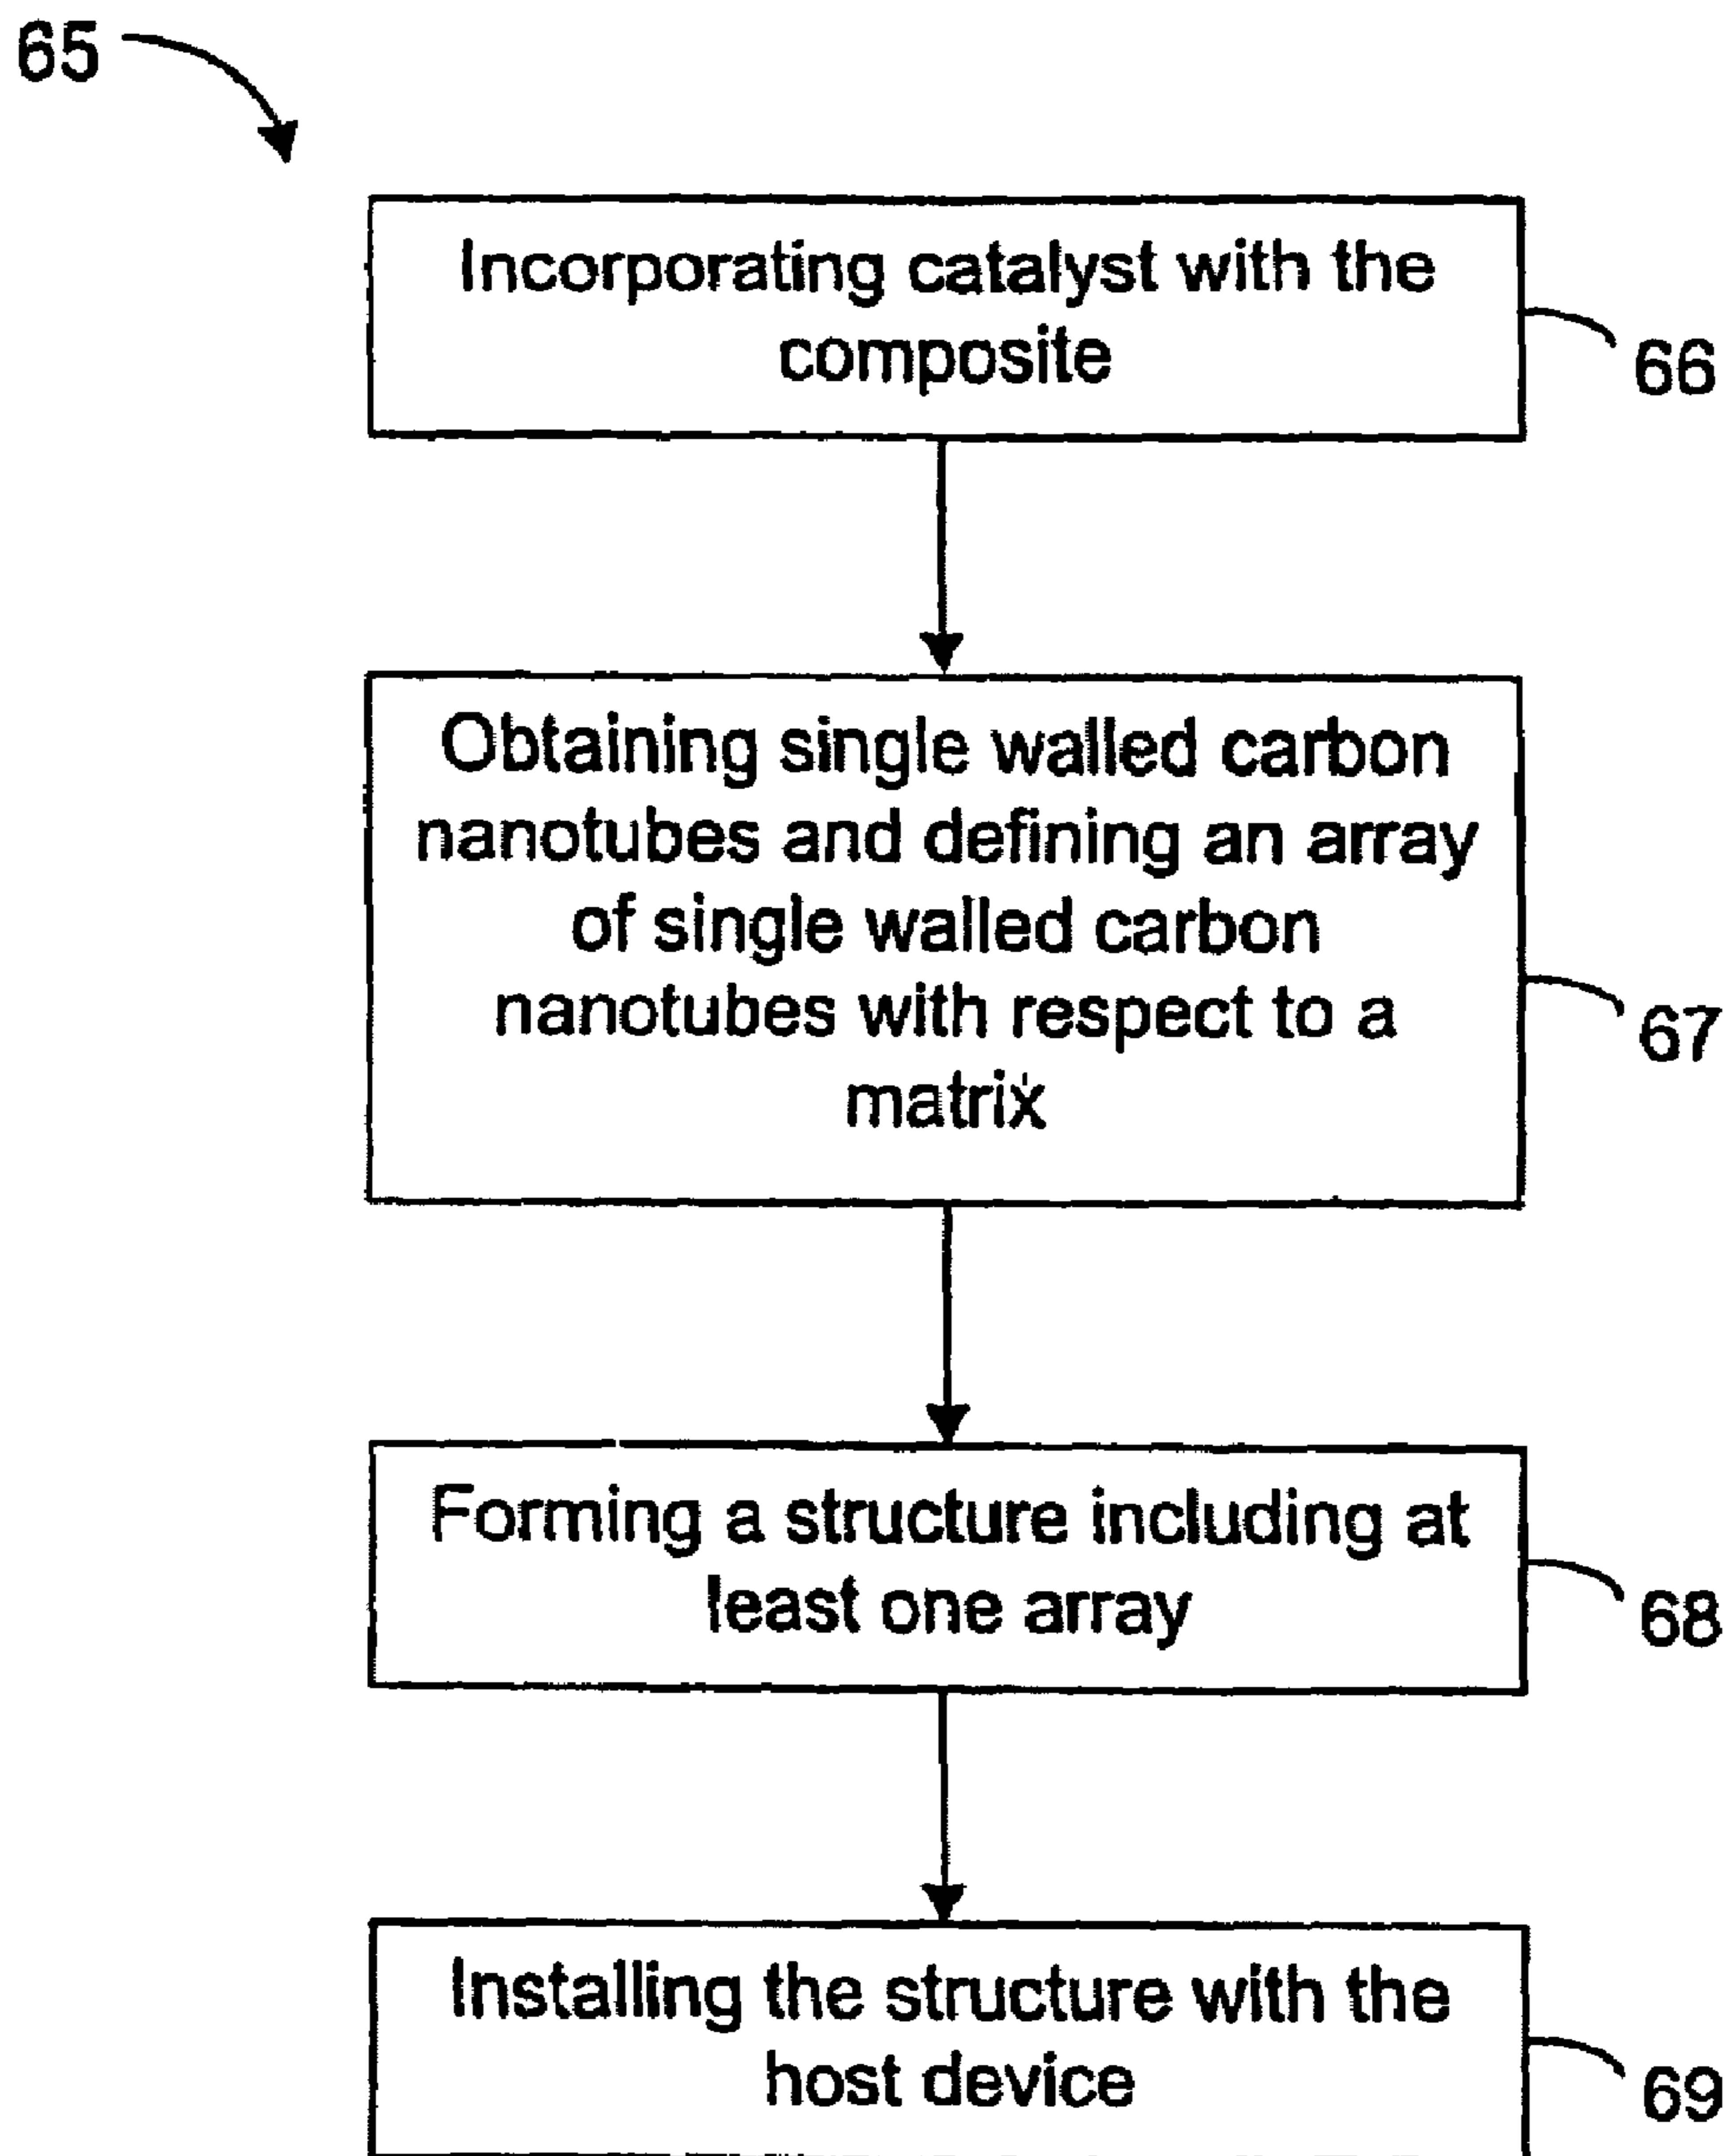 65
Incorporating catalyst with the
composite
66
Obtaining single walled carbon
nanotubes and defining an array
of single walled carbon
nanotubes with respect to a
matrix
67
Forming a structure including at
least one array
68
Installing the structure with the
host device
69